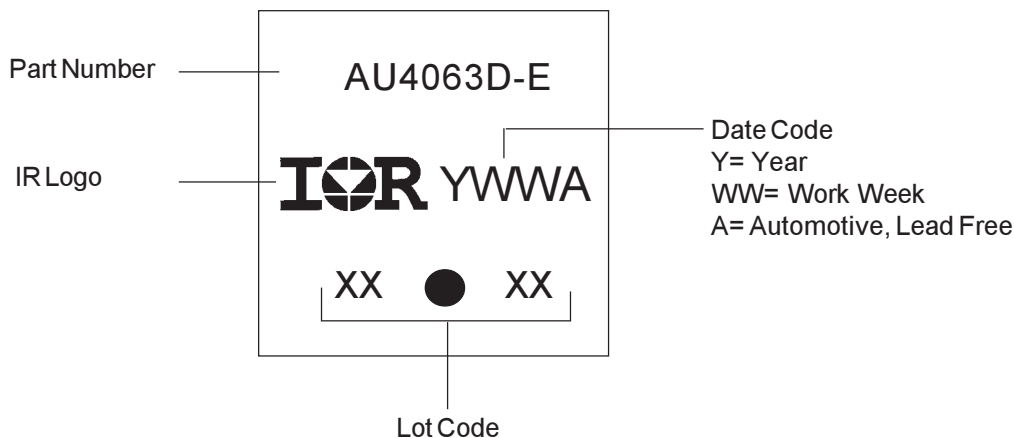 Part Number
AU4063D-E
IR Logo
IOR YWWA
Date Code
Y= Year
WW= Work Week
A= Automotive, Lead Free
XX XX
Lot Code